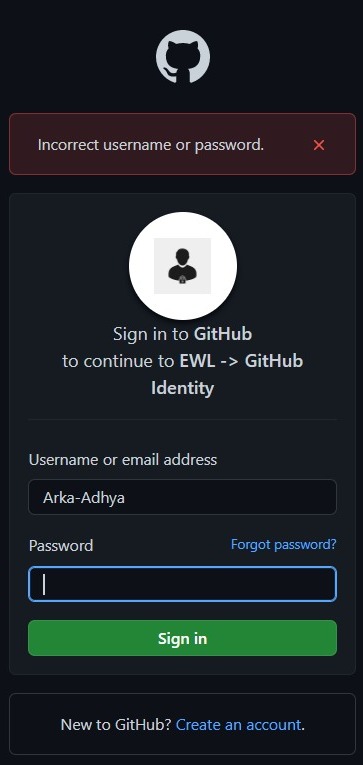 Incorrect username or password.
Sign in to GitHub
to continue to EWL -> GitHub
Identity
Username or email address
Arka-Adhya
Password Forgot password?
Sign in
New to GitHub? Create an account.